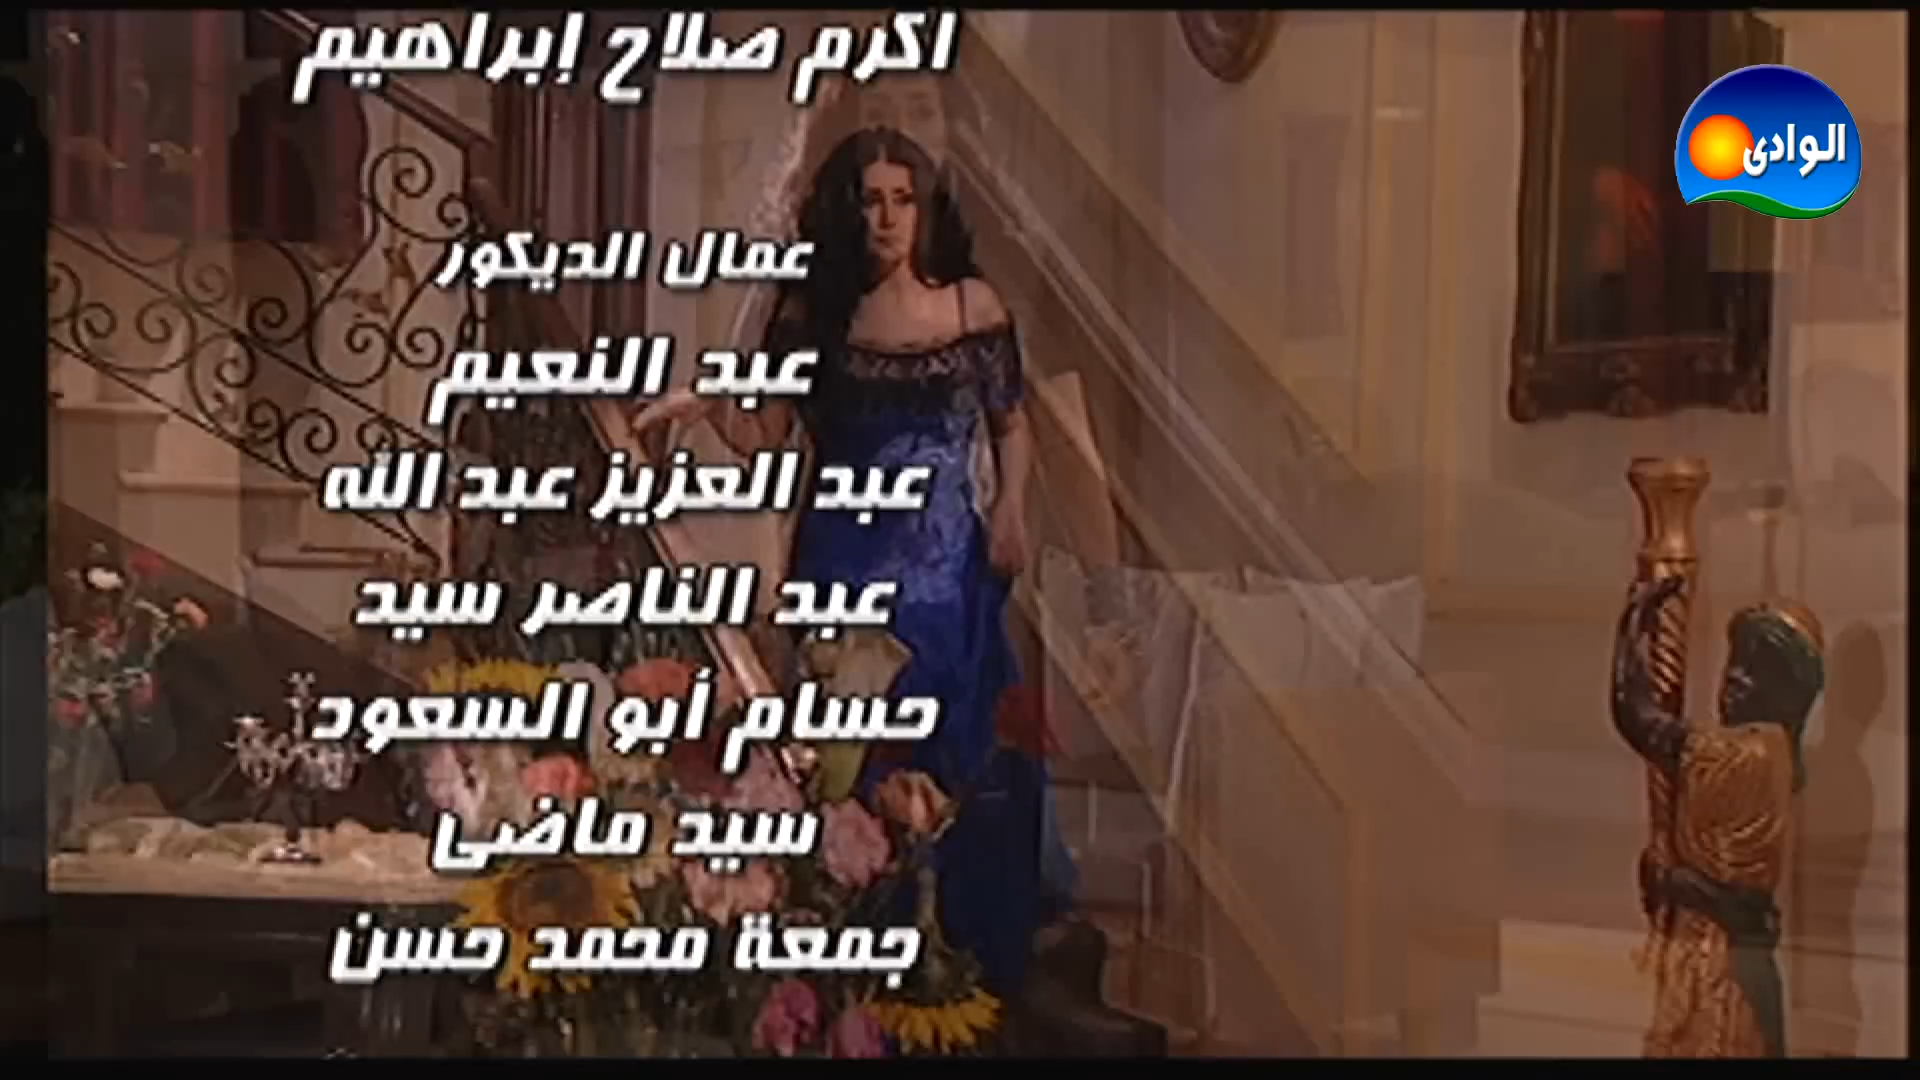 اكرم صلاح إبراهيم
الوادى
عمال الديكور
عبد النعيم
عبد العزيز عبد الله
عبد الناصر سيد
حسام أبو السعود
سيد ماضى
جمعة محمد حسن